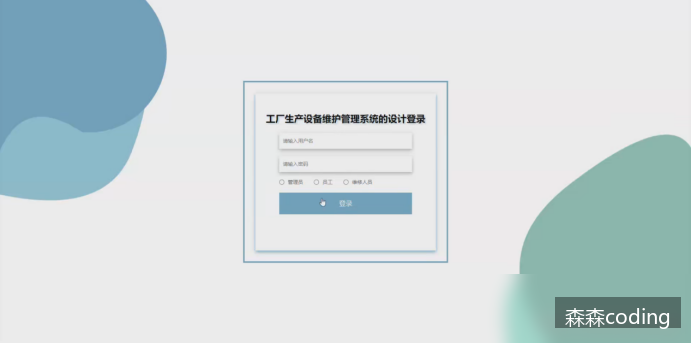 工厂生产设备维护管理系统的设计登录
请输入用户名
请输入密码
管理员 员工 维修人员
登录
森森coding